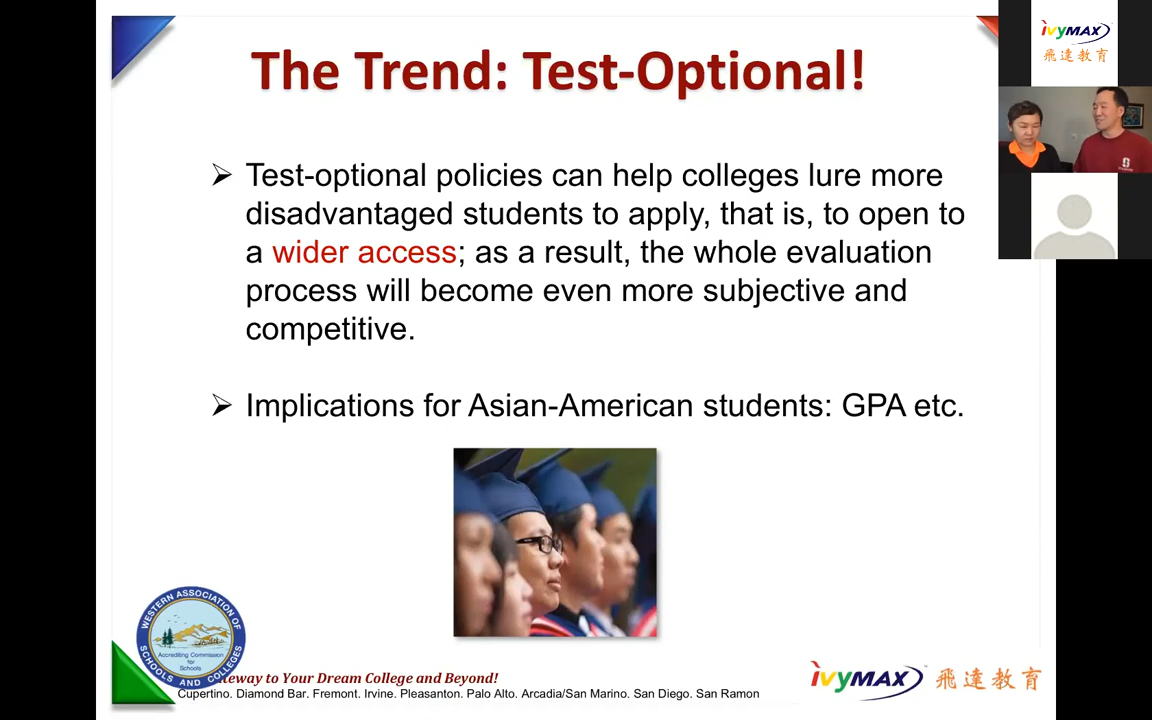 The Trend: Test-Optional!
ivyMAX
飛達教育
Test-optional policies can help colleges lure more
disadvantaged students to apply, that is, to open to
a wider access; as a result, the whole evaluation
process will become even more subjective and
competitive.
Implications for Asian-American students: GPA etc.
WESTERN ASSOCIATION OF
SCHOOLS AND COLLEGES
Accrediting Commission
for
Schools
to Your Dream College and Beyond!
Cupertino. Diamond Bar. Fremont. Irvine. Pleasanton. Palo Alto. Arcadia/San Marino. San Diego. San Ramon
ivyMAX 飛達教育